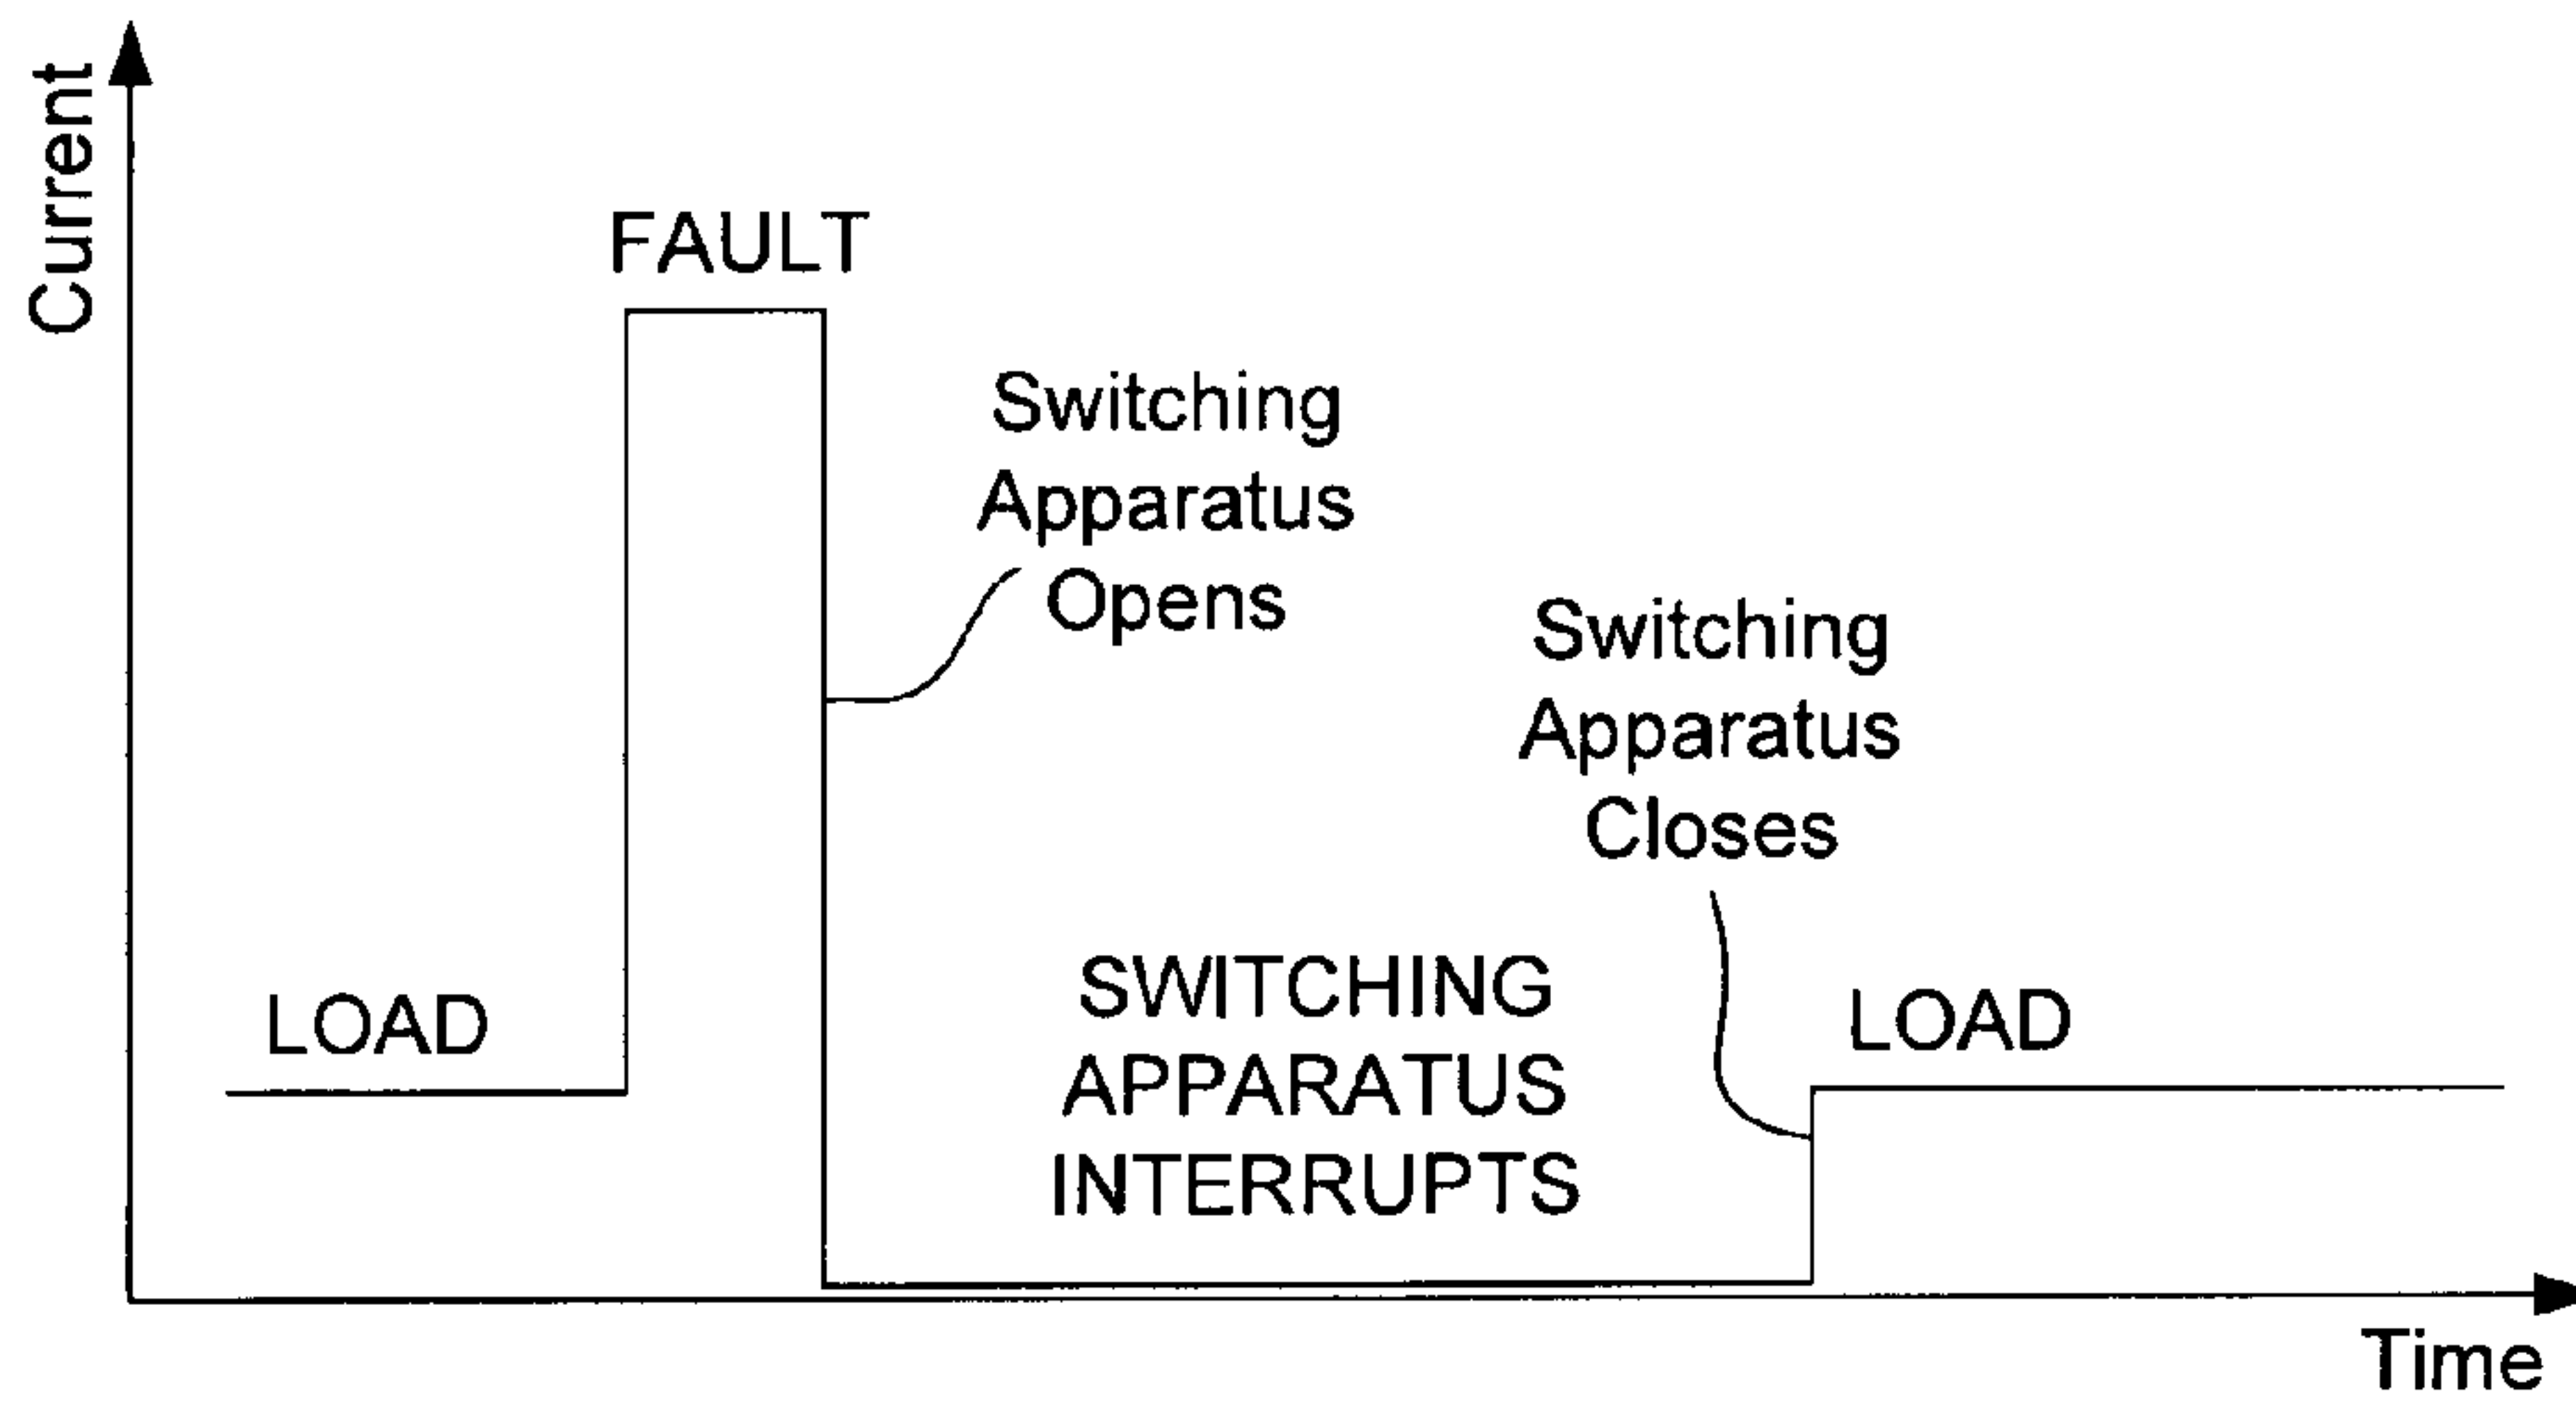 Current
FAULT
Switching
Apparatus
Opens
Switching
Apparatus
Closes
LOAD
SWITCHING
APPARATUS
INTERRUPTS
LOAD
Time